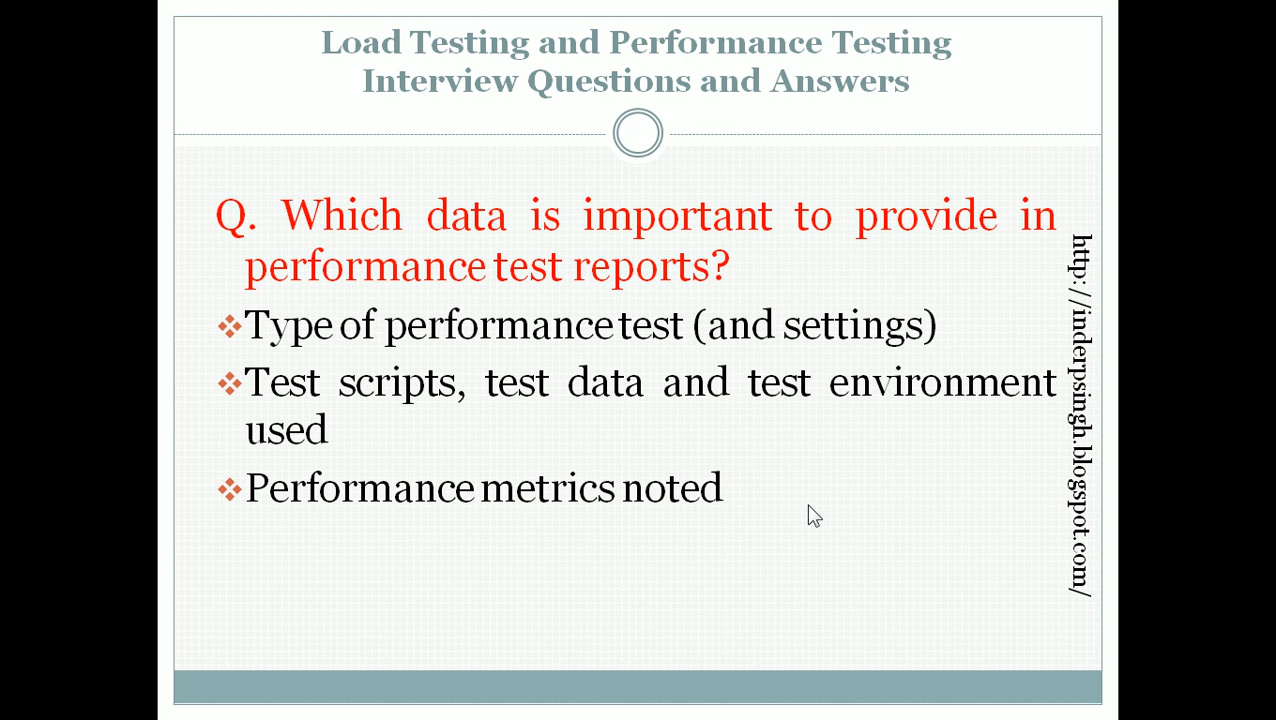 Load Testing and Performance Testing
Interview Questions and Answers
Q. Which data is important to provide in
performance test reports?
Type of performance test (and settings)
Test scripts, test data and test environment
used
Performance metrics noted
http://inderpsingh.blogspot.com/